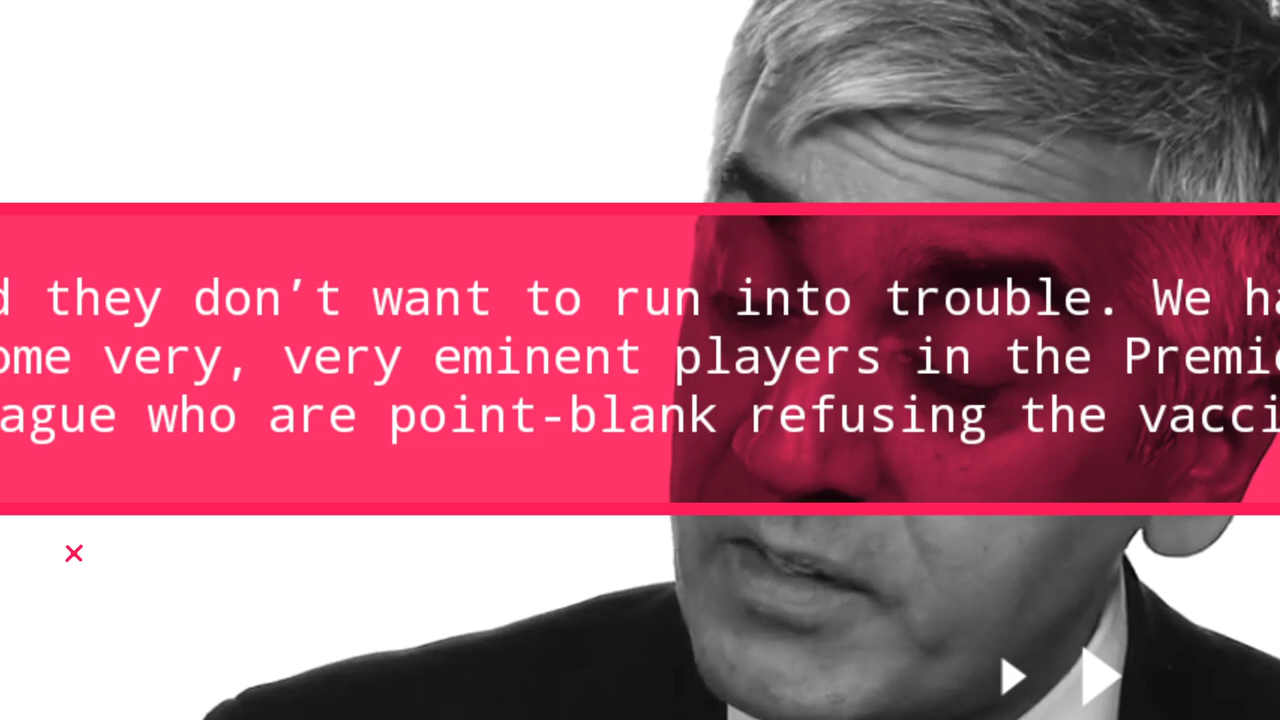 d they don’t want to run into trouble. We ha
ome very, very eminent players in the Premie
ague who are point-blank refusing the vacci